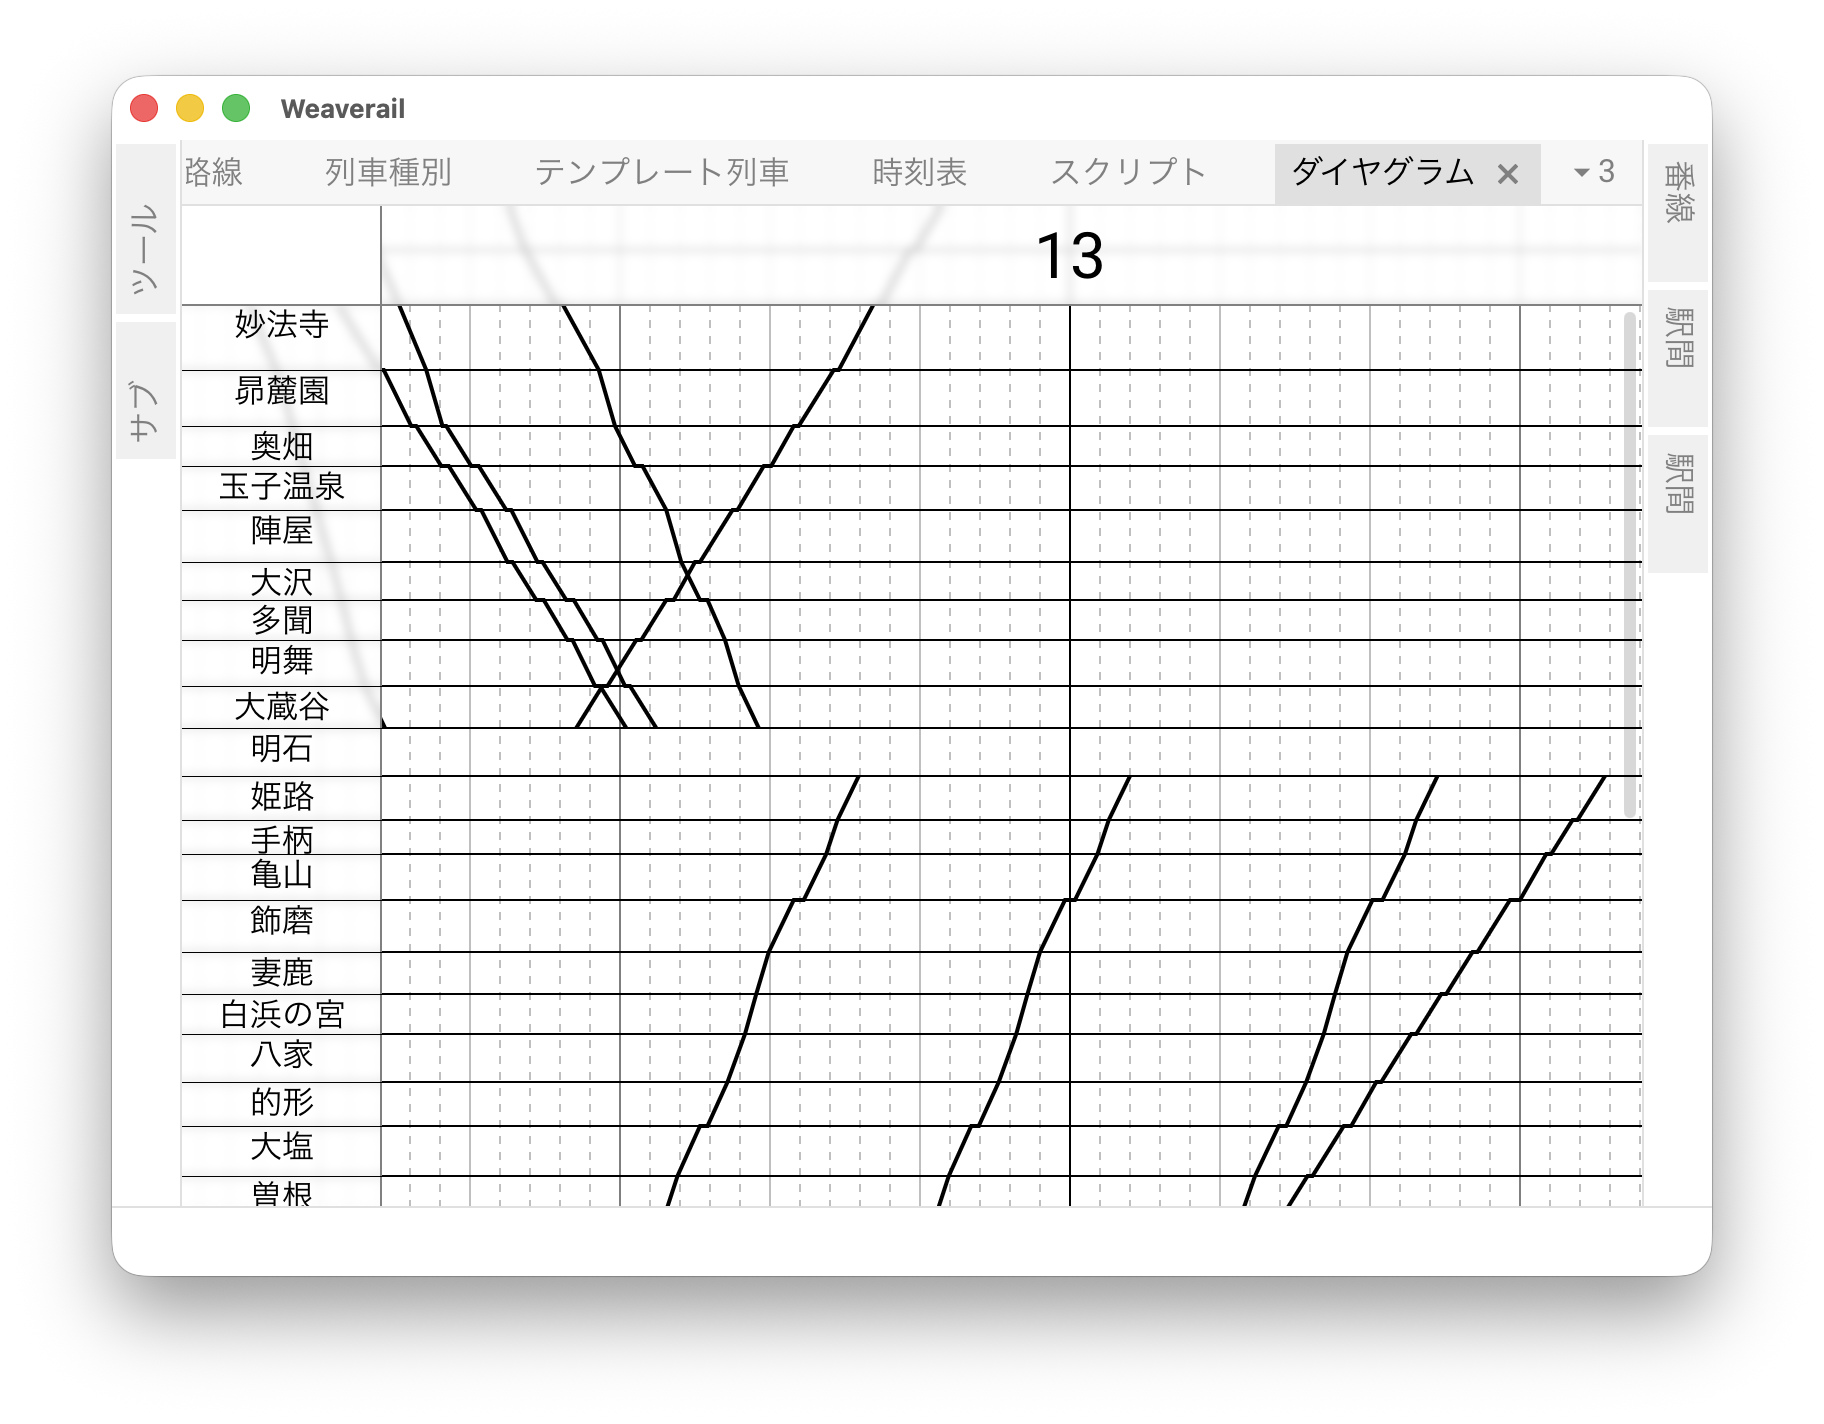 Weaverail
路線 列車種別 テンプレート列車 時刻表 スクリプト ダイヤグラム 3
ツール
サブ
13
妙法寺
昴麓園
奥畑
玉子温泉
陣屋
大沢
多聞
明舞
大蔵谷
明石
姫路
手柄
亀山
飾磨
妻鹿
白浜の宮
八家
的形
大塩
曽根
番線
駅間
駅間